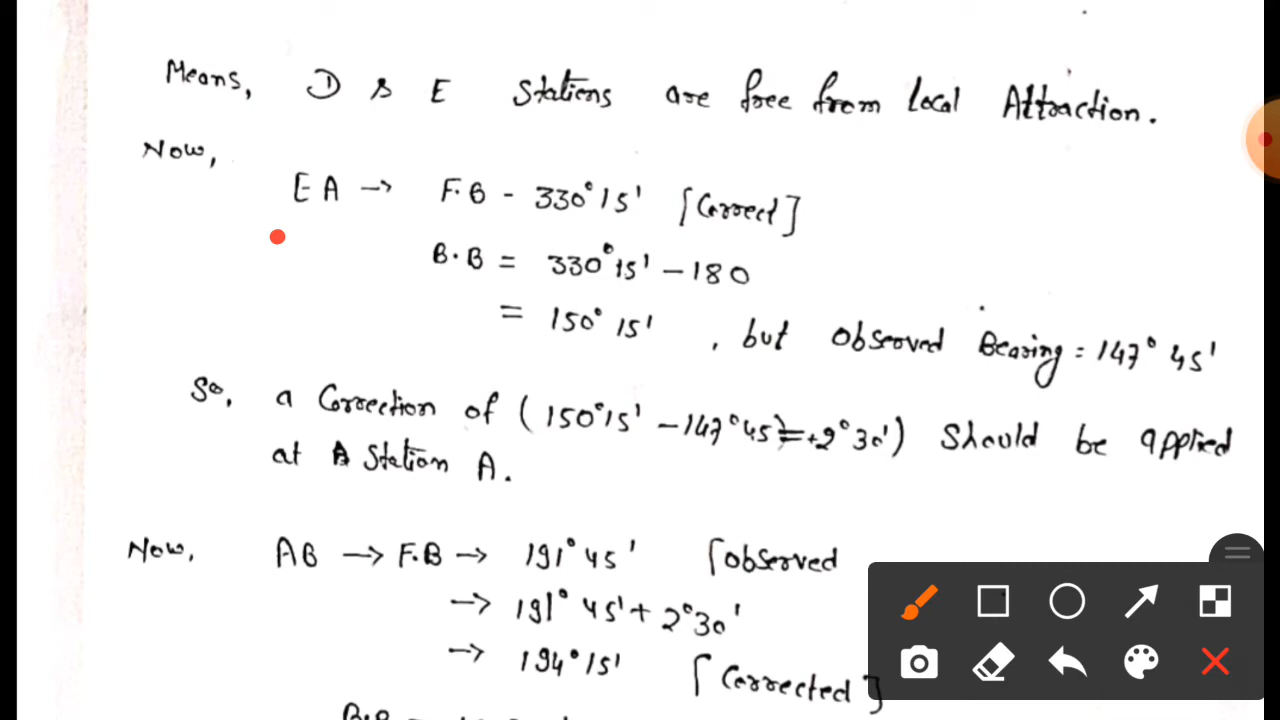 Means, D & E Stations are free from local Attraction.
Now,
EA → F.B - 330°15' [Correct]
B.B = 330°15' - 180
= 150° 15' , but Observed Bearing = 147° 45'
So, a Correction of (150°15' - 147°45' = +2°30') Should be applied
at Station A.
Now, AB → F.B → 191°45' [observed
→ 191° 45' + 2°30'
→ 194°15' [Corrected]